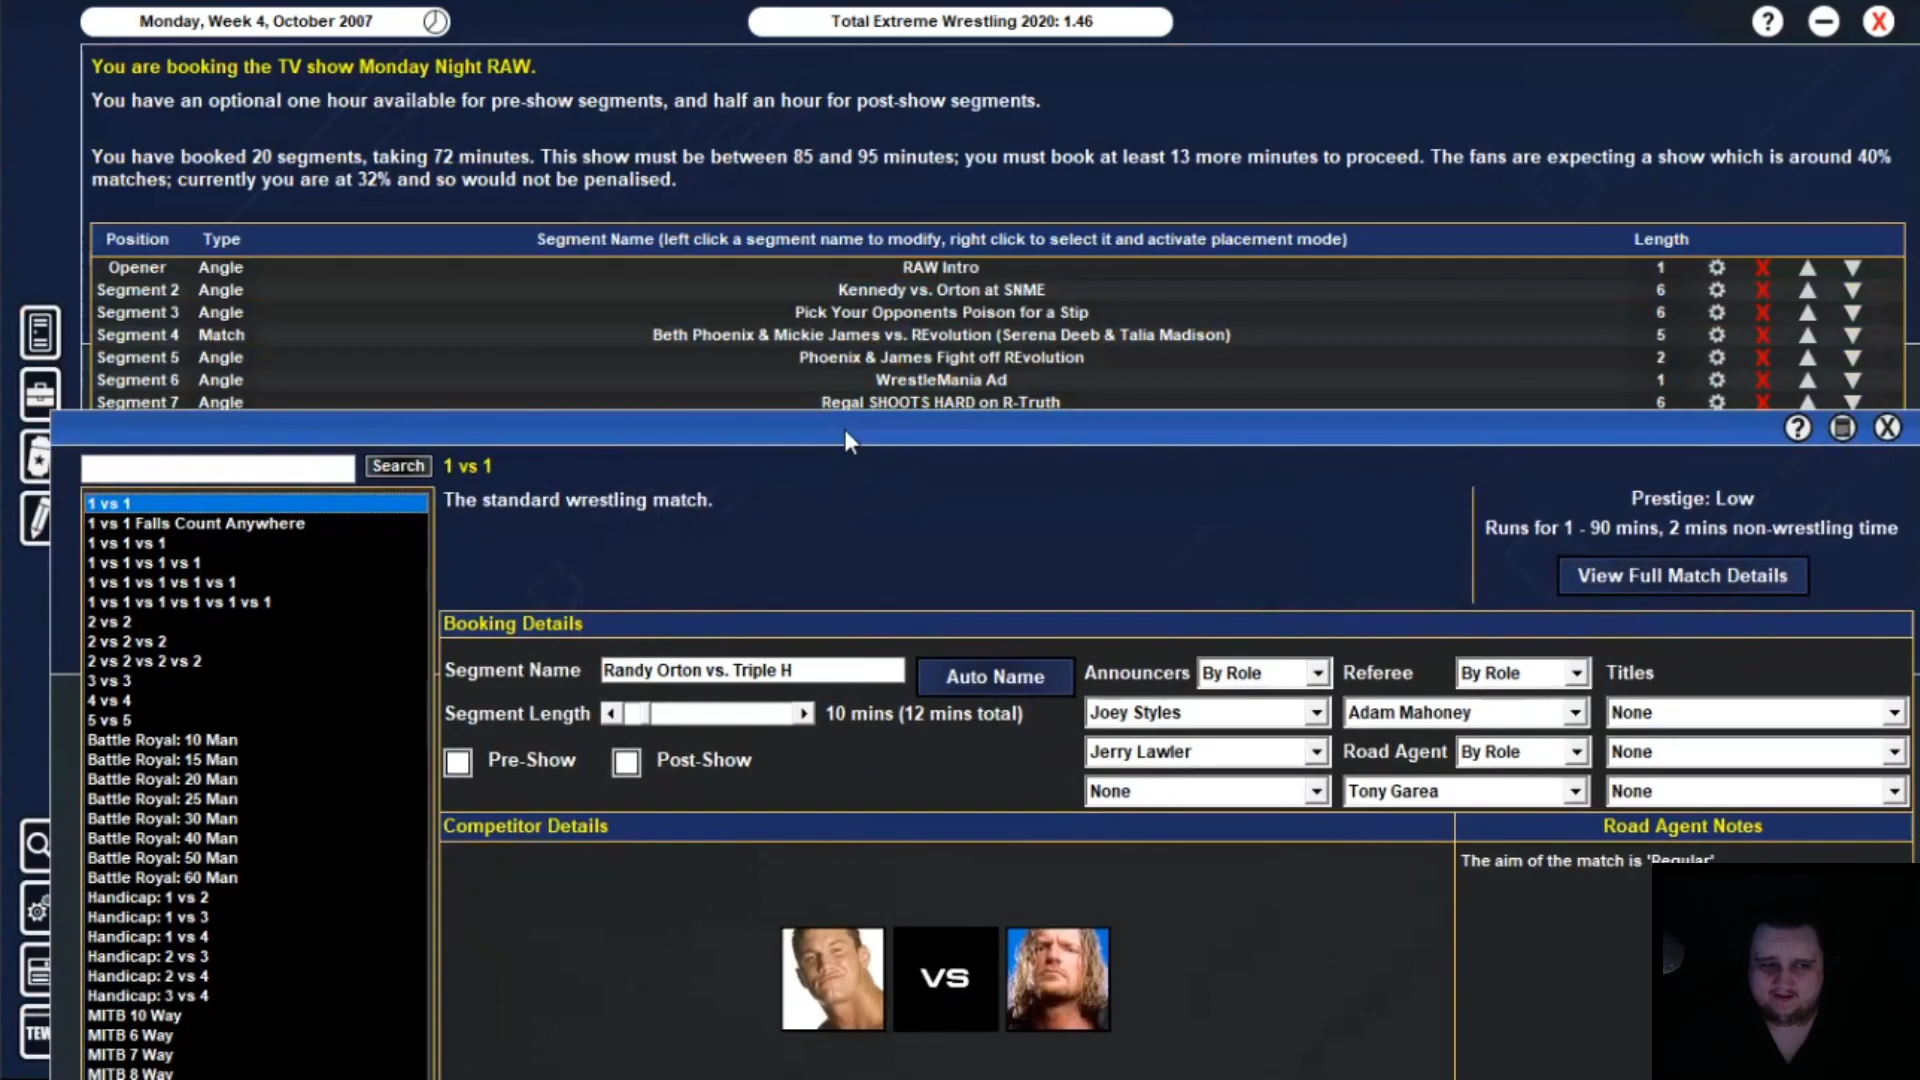 Monday, Week 4, October 2007
Total Extreme Wrestling 2020: 1.46
?
X
You are booking the TV show Monday Night RAW.
You have an optional one hour available for pre-show segments, and half an hour for post-show segments.
You have booked 20 segments, taking 72 minutes. This show must be between 85 and 95 minutes; you must book at least 13 more minutes to proceed. The fans are expecting a show which is around 40%
matches; currently you are at 32% and so would not be penalised.
Position Type Segment Name (left click a segment name to modify, right click to select it and activate placement mode) Length
Opener Angle RAW Intro 1 X
Segment 2 Angle Kennedy vs. Orton at SNME 6 X
Segment 3 Angle Pick Your Opponents Poison for a Stip 6 X
Segment 4 Match Beth Phoenix & Mickie James vs. REvolution (Serena Deeb & Talia Madison) 5 X
Segment 5 Angle Phoenix & James Fight off REvolution 2 X
Segment 6 Angle WrestleMania Ad 1 X
Segment 7 Angle Regal SHOOTS HARD on R-Truth 6 X
? X
Search
1 vs 1
The standard wrestling match.
Prestige: Low
Runs for 1 - 90 mins, 2 mins non-wrestling time
View Full Match Details
1 vs 1
1 vs 1 Falls Count Anywhere
1 vs 1 vs 1
1 vs 1 vs 1 vs 1
1 vs 1 vs 1 vs 1 vs 1
1 vs 1 vs 1 vs 1 vs 1 vs 1
2 vs 2
2 vs 2 vs 2
2 vs 2 vs 2 vs 2
3 vs 3
4 vs 4
5 vs 5
Battle Royal: 10 Man
Battle Royal: 15 Man
Battle Royal: 20 Man
Battle Royal: 25 Man
Battle Royal: 30 Man
Battle Royal: 40 Man
Battle Royal: 50 Man
Battle Royal: 60 Man
Handicap: 1 vs 2
Handicap: 1 vs 3
Handicap: 1 vs 4
Handicap: 2 vs 3
Handicap: 2 vs 4
Handicap: 3 vs 4
MITB 10 Way
MITB 6 Way
MITB 7 Way
MITB 8 Way
Booking Details
Segment Name Randy Orton vs. Triple H Auto Name
Segment Length 10 mins (12 mins total)
Pre-Show Post-Show
Announcers By Role
Joey Styles
Jerry Lawler
None
Referee By Role
Adam Mahoney
Road Agent By Role
Tony Garea
Titles
None
None
None
Competitor Details
VS
Road Agent Notes
The aim of the match is 'Regular'
TEW